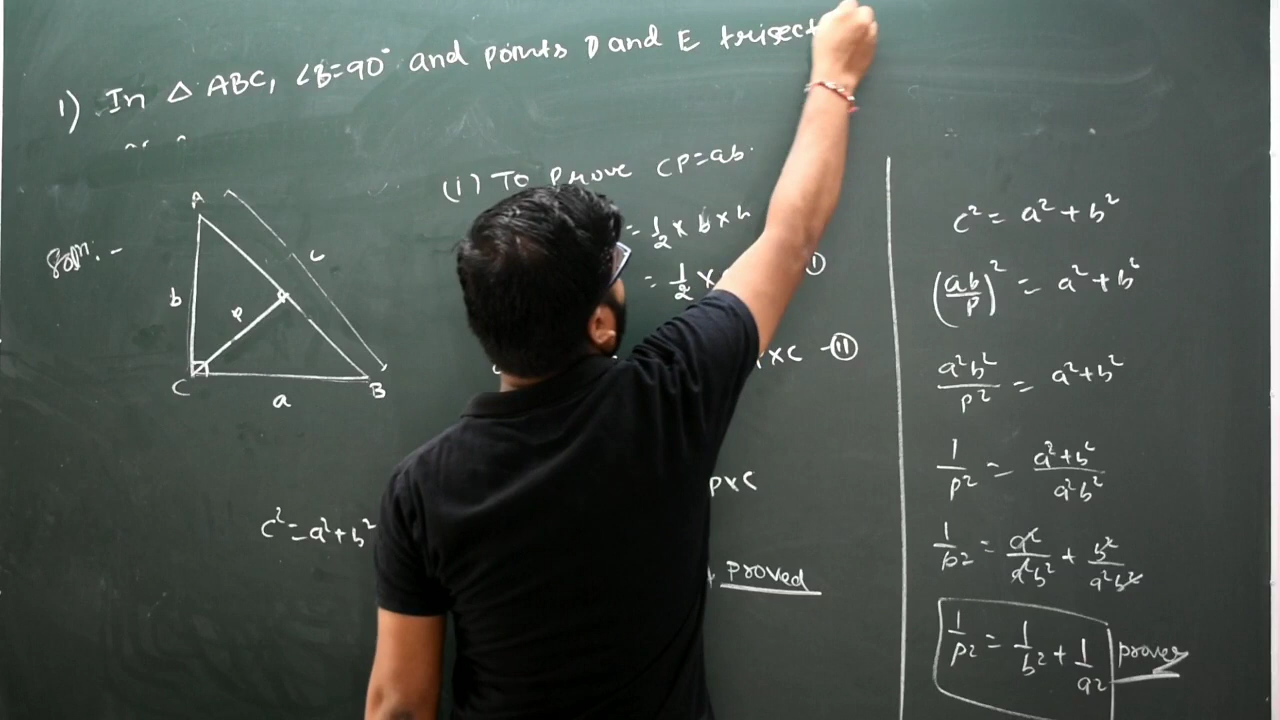 1) In △ ABC, ∠B=90° and points D and E trisect
Soln:-
A
b
P
c
C
a
B
c² = a² + b²
(i) To Prove CP=ab.
= 1/2 × b × h
= 1/2 ×
①
×c -⑪
P×c
proved
c² = a² + b²
(ab/P)² = a² + b²
a²b²/P² = a² + b²
1/P² = a² + b²/a²b²
1/P² = a²/a²b² + b²/a²b²
1/P² = 1/b² + 1/a² proved